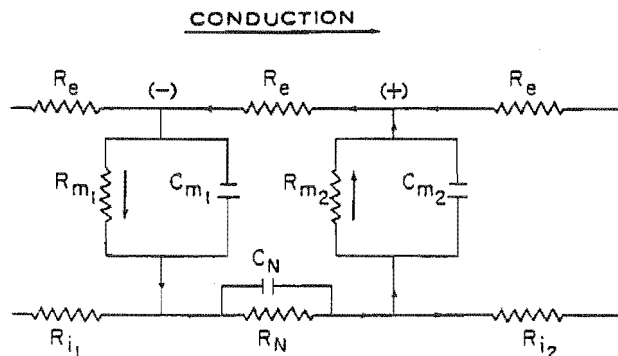 CONDUCTION
Re (-) Re (+) Re
Rm1 Cm1 Rm2 Cm2
CN
Ri1 RN Ri2